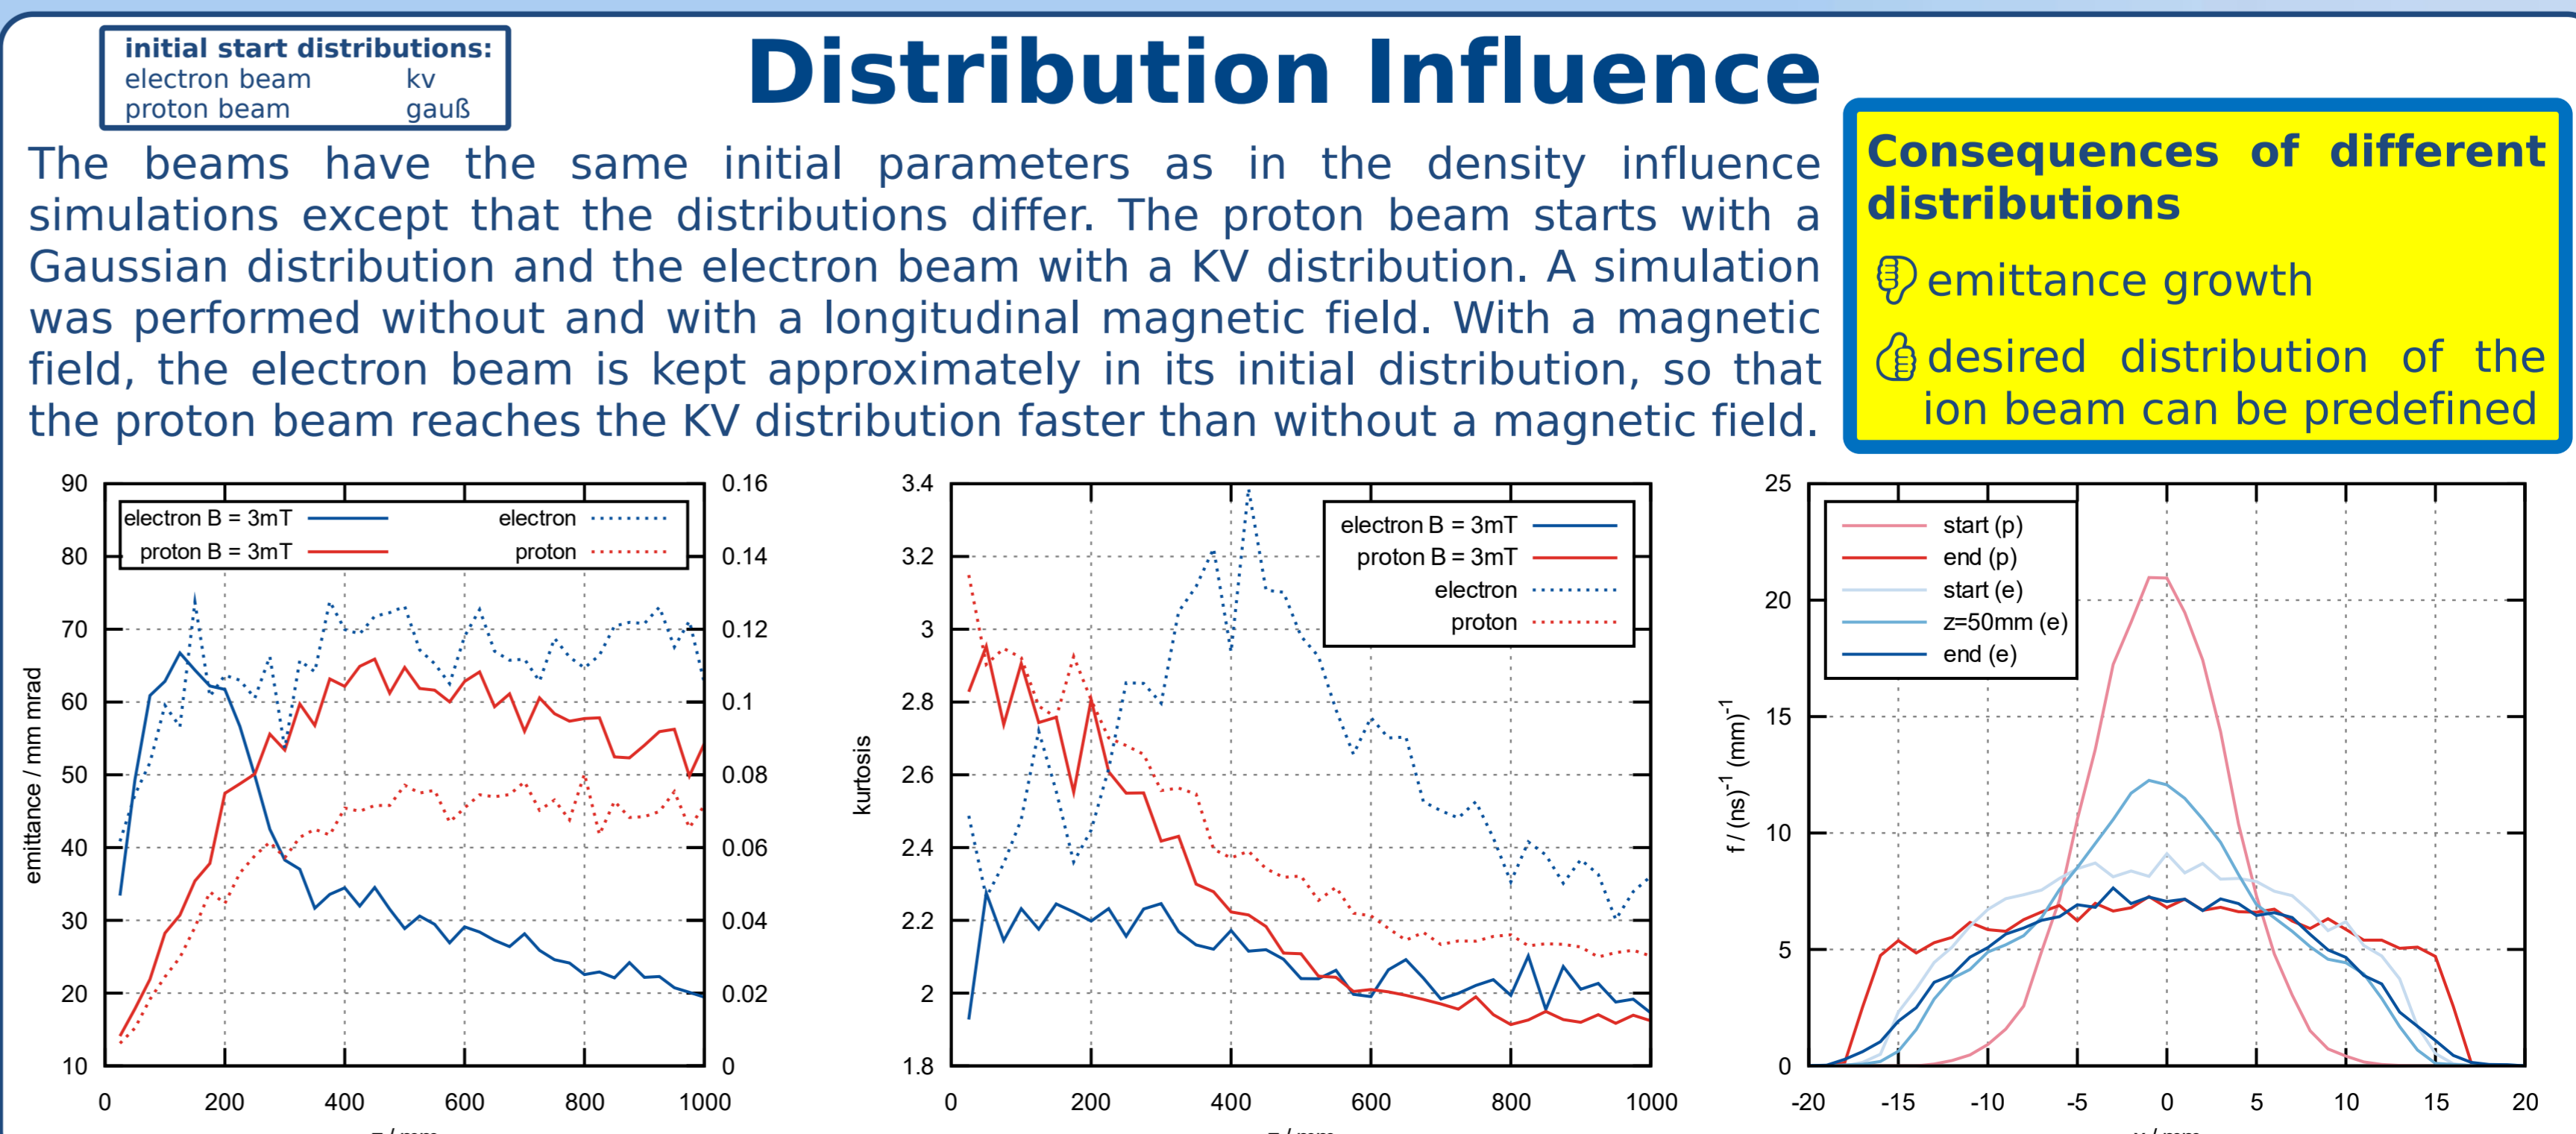 initial start distributions:
electron beam kv
proton beam gauß
Distribution Influence
The beams have the same initial parameters as in the density influence
simulations except that the distributions differ. The proton beam starts with a
Gaussian distribution and the electron beam with a KV distribution. A simulation
was performed without and with a longitudinal magnetic field. With a magnetic
field, the electron beam is kept approximately in its initial distribution, so that
the proton beam reaches the KV distribution faster than without a magnetic field.
Consequences of different
distributions
emittance growth
desired distribution of the
ion beam can be predefined
electron B = 3mT electron
proton B = 3mT proton
emittance / mm mrad
90
80
70
60
50
40
30
20
10
0.16
0.14
0.12
0.1
0.08
0.06
0.04
0.02
0
0 200 400 600 800 1000
electron B = 3mT
proton B = 3mT
electron
proton
kurtosis
3.4
3.2
3
2.8
2.6
2.4
2.2
2
1.8
0 200 400 600 800 1000
start (p)
end (p)
start (e)
z=50mm (e)
end (e)
f / (ns)⁻¹ (mm)⁻¹
25
20
15
10
5
0
-20 -15 -10 -5 0 5 10 15 20